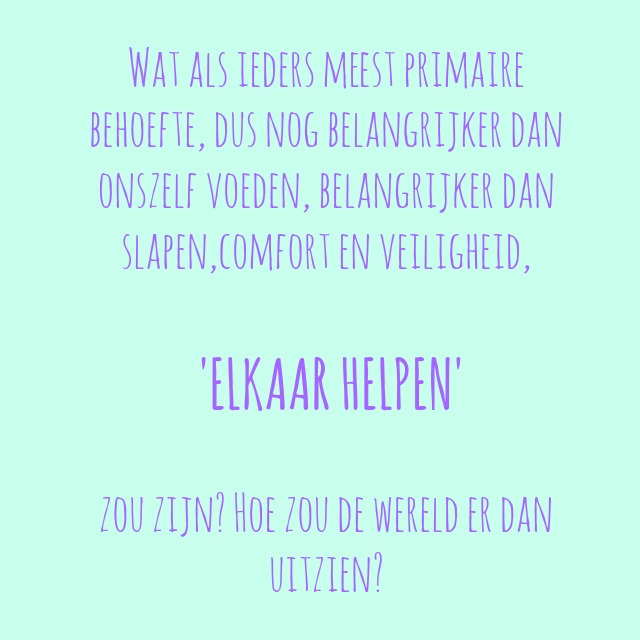 Wat als ieders meest primaire
behoefte, dus nog belangrijker dan
onszelf voeden, belangrijker dan
slapen,comfort en veiligheid,
'ELKAAR HELPEN'
zou zijn? Hoe zou de wereld er dan
uitzien?